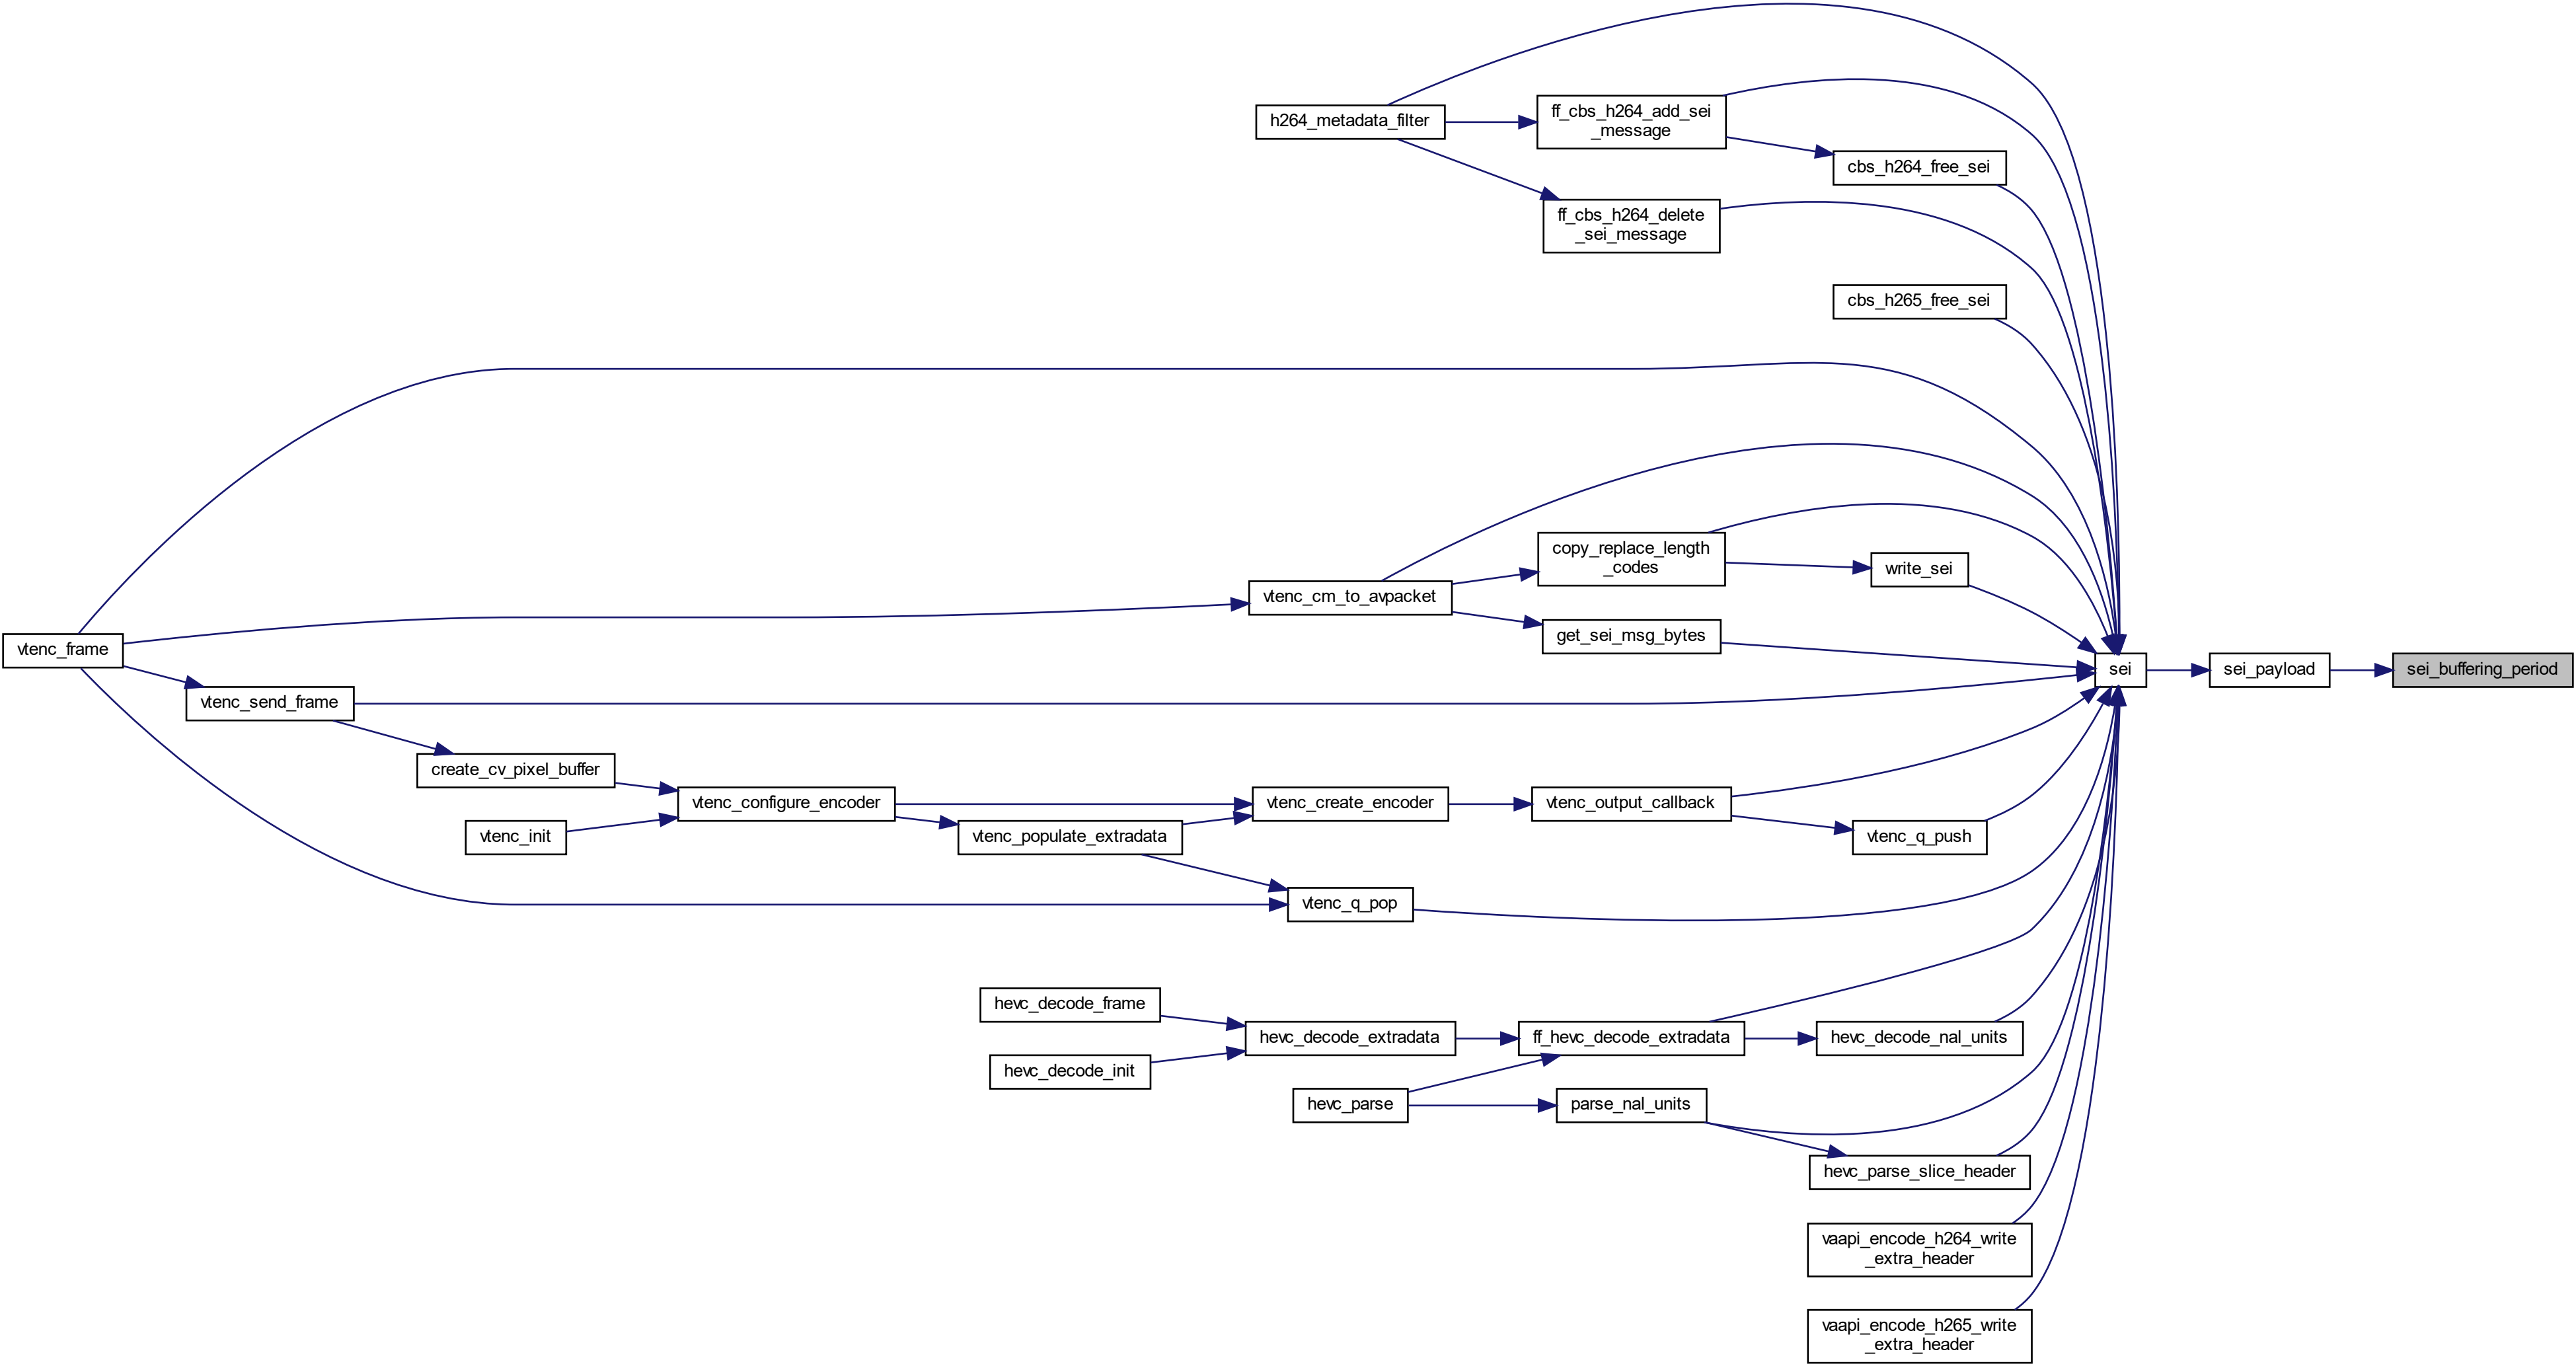 h264_metadata_filter
ff_cbs_h264_add_sei
_message
cbs_h264_free_sei
ff_cbs_h264_delete
_sei_message
cbs_h265_free_sei
copy_replace_length
_codes
write_sei
vtenc_cm_to_avpacket
get_sei_msg_bytes
vtenc_frame
sei
sei_payload
sei_buffering_period
vtenc_send_frame
create_cv_pixel_buffer
vtenc_configure_encoder
vtenc_create_encoder
vtenc_output_callback
vtenc_init
vtenc_populate_extradata
vtenc_q_push
vtenc_q_pop
hevc_decode_frame
hevc_decode_extradata
ff_hevc_decode_extradata
hevc_decode_nal_units
hevc_decode_init
hevc_parse
parse_nal_units
hevc_parse_slice_header
vaapi_encode_h264_write
_extra_header
vaapi_encode_h265_write
_extra_header